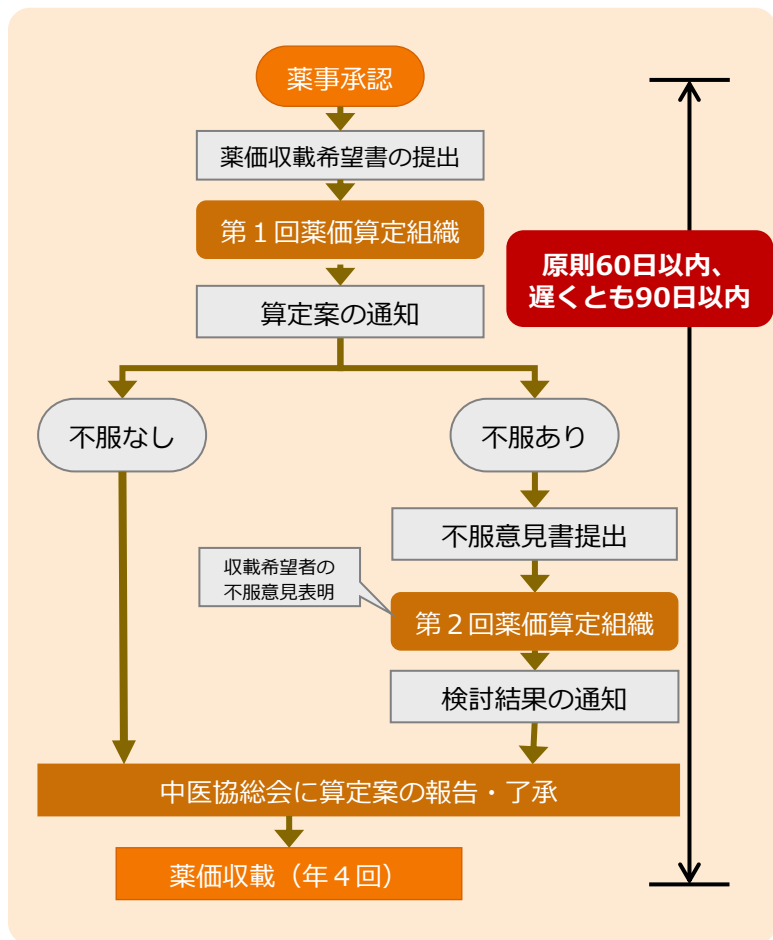 薬事承認
薬価収載希望書の提出
第１回薬価算定組織
原則60日以内、
遅くとも90日以内
算定案の通知
不服なし
不服あり
不服意見書提出
収載希望者の
不服意見表明
第２回薬価算定組織
検討結果の通知
中医協総会に算定案の報告・了承
薬価収載（年４回）